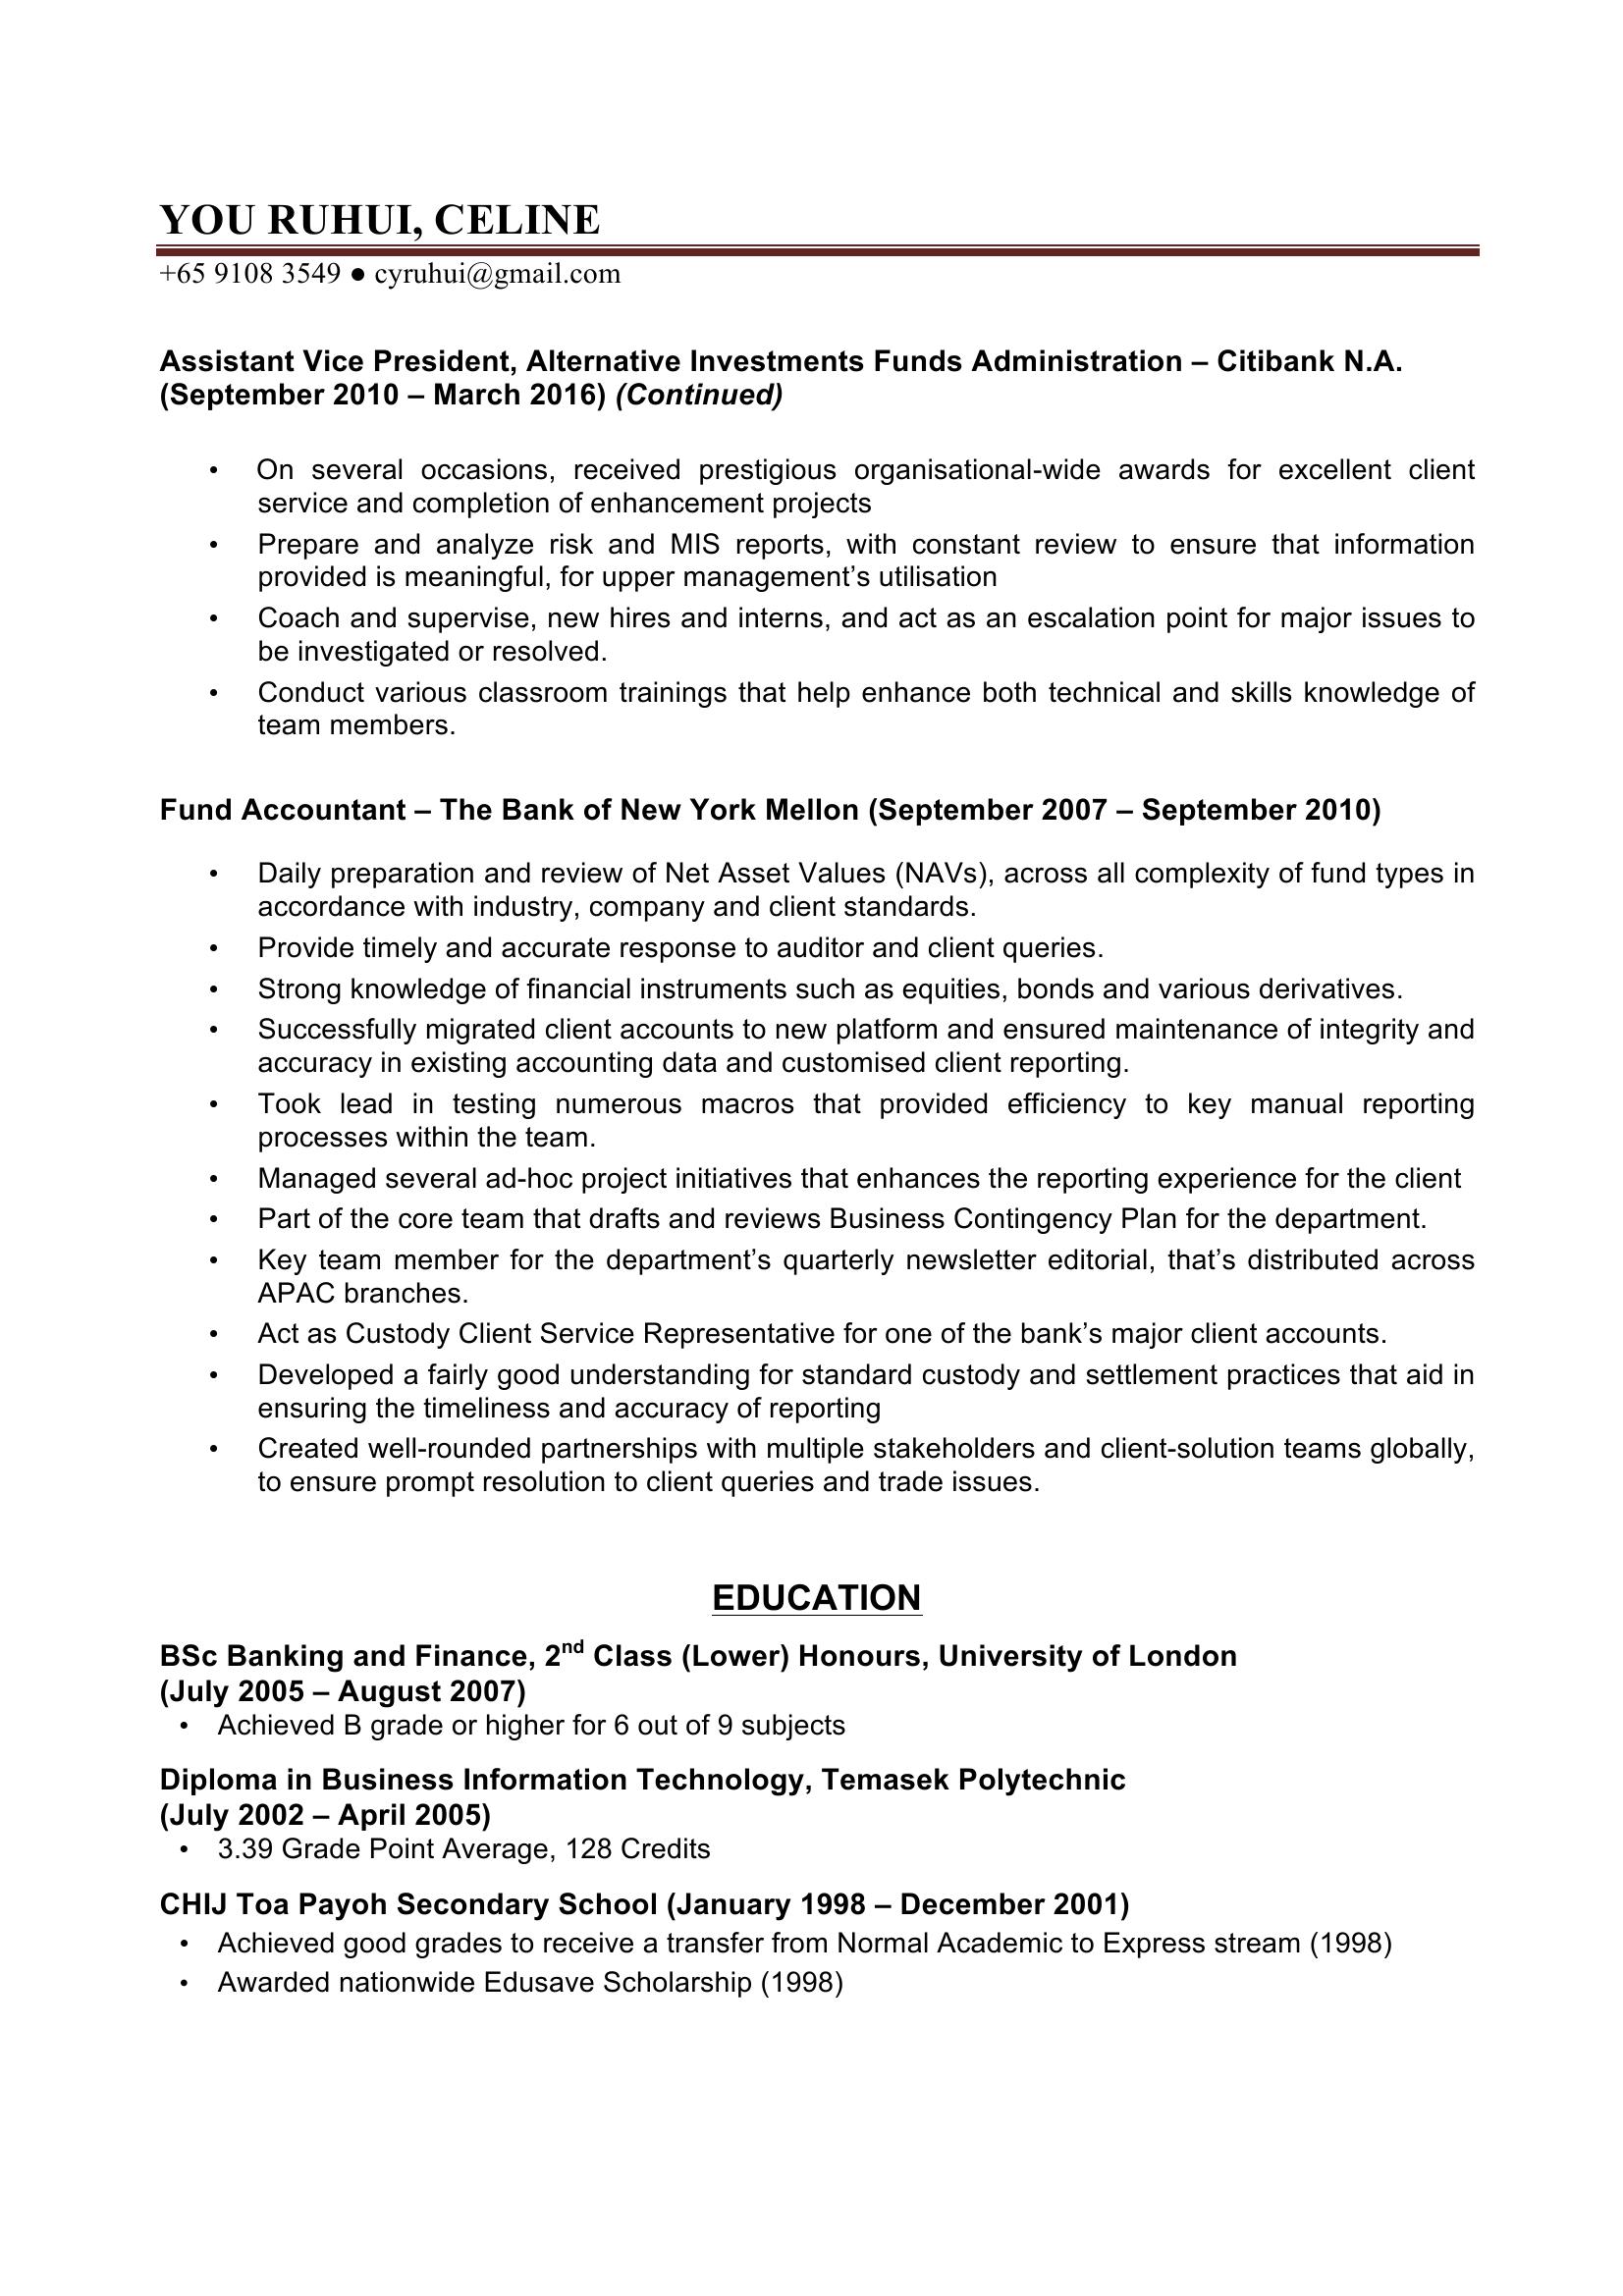 YOU RUHUI, CELINE
+65 9108 3549 ● cyruhui@gmail.com
Assistant Vice President, Alternative Investments Funds Administration – Citibank N.A.
(September 2010 – March 2016) (Continued)
• On several occasions, received prestigious organisational-wide awards for excellent client
service and completion of enhancement projects
• Prepare and analyze risk and MIS reports, with constant review to ensure that information
provided is meaningful, for upper management’s utilisation
• Coach and supervise, new hires and interns, and act as an escalation point for major issues to
be investigated or resolved.
• Conduct various classroom trainings that help enhance both technical and skills knowledge of
team members.
Fund Accountant – The Bank of New York Mellon (September 2007 – September 2010)
• Daily preparation and review of Net Asset Values (NAVs), across all complexity of fund types in
accordance with industry, company and client standards.
• Provide timely and accurate response to auditor and client queries.
• Strong knowledge of financial instruments such as equities, bonds and various derivatives.
• Successfully migrated client accounts to new platform and ensured maintenance of integrity and
accuracy in existing accounting data and customised client reporting.
• Took lead in testing numerous macros that provided efficiency to key manual reporting
processes within the team.
• Managed several ad-hoc project initiatives that enhances the reporting experience for the client
• Part of the core team that drafts and reviews Business Contingency Plan for the department.
• Key team member for the department’s quarterly newsletter editorial, that’s distributed across
APAC branches.
• Act as Custody Client Service Representative for one of the bank’s major client accounts.
• Developed a fairly good understanding for standard custody and settlement practices that aid in
ensuring the timeliness and accuracy of reporting
• Created well-rounded partnerships with multiple stakeholders and client-solution teams globally,
to ensure prompt resolution to client queries and trade issues.
EDUCATION
BSc Banking and Finance, 2nd Class (Lower) Honours, University of London
(July 2005 – August 2007)
• Achieved B grade or higher for 6 out of 9 subjects
Diploma in Business Information Technology, Temasek Polytechnic
(July 2002 – April 2005)
• 3.39 Grade Point Average, 128 Credits
CHIJ Toa Payoh Secondary School (January 1998 – December 2001)
• Achieved good grades to receive a transfer from Normal Academic to Express stream (1998)
• Awarded nationwide Edusave Scholarship (1998)